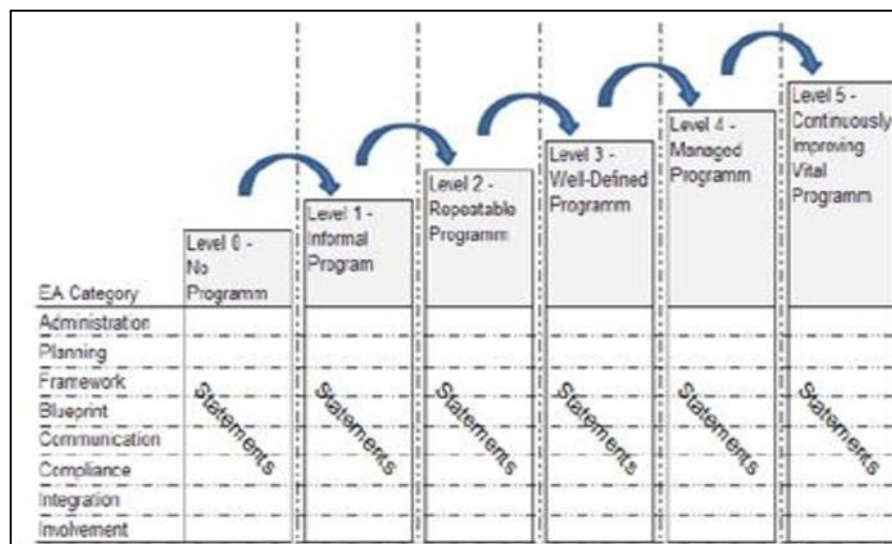 Level 0 -
No
Programm
Level 1 -
Informal
Program
Level 2 -
Repeatable
Programm
Level 3 -
Well-Defined
Programm
Level 4 -
Managed
Programm
Level 5 -
Continuously
Improving
Vital
Programm
EA Category
Administration
Planning
Framework
Blueprint
Communication
Compliance
Integration
Involvement
Statements
Statements
Statements
Statements
Statements
Statements